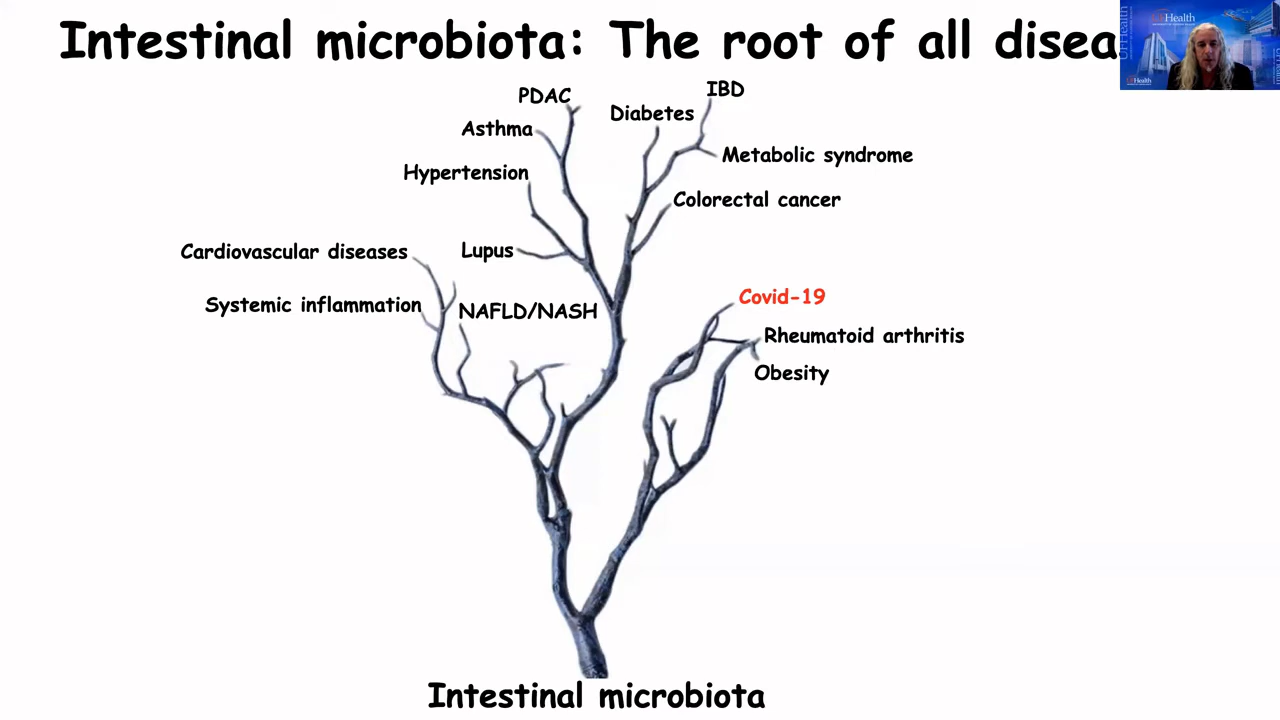 Intestinal microbiota: The root of all disea
UFHealth
IBD
PDAC
Diabetes
Asthma
Metabolic syndrome
Hypertension
Colorectal cancer
Cardiovascular diseases
Lupus
Covid-19
Systemic inflammation
NAFLD/NASH
Rheumatoid arthritis
Obesity
Intestinal microbiota